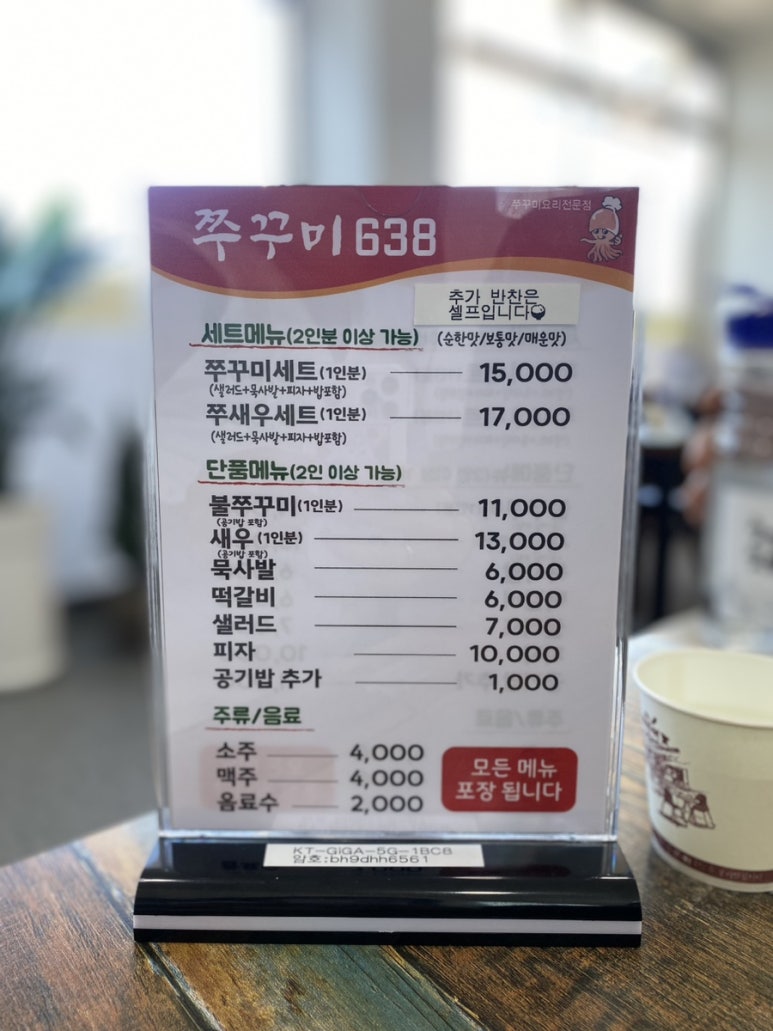 쭈꾸미요리전문점
쭈꾸미638
추가 반찬은
셀프입니다
세트메뉴(2인분 이상 가능) (순한맛/보통맛/매운맛)
쭈꾸미세트(1인분) 15,000
(샐러드+묵사발+피자+밥포함)
쭈새우세트(1인분) 17,000
(샐러드+묵사발+피자+밥포함)
단품메뉴(2인 이상 가능)
불쭈꾸미(1인분) 11,000
(공기밥 포함)
새우(1인분) 13,000
(공기밥 포함)
묵사발 6,000
떡갈비 6,000
샐러드 7,000
피자 10,000
공기밥 추가 1,000
주류/음료
소주 4,000
맥주 4,000
음료수 2,000
모든 메뉴
포장 됩니다
KT-GiGA-5G-1BC8
암호:bh9dhh6561